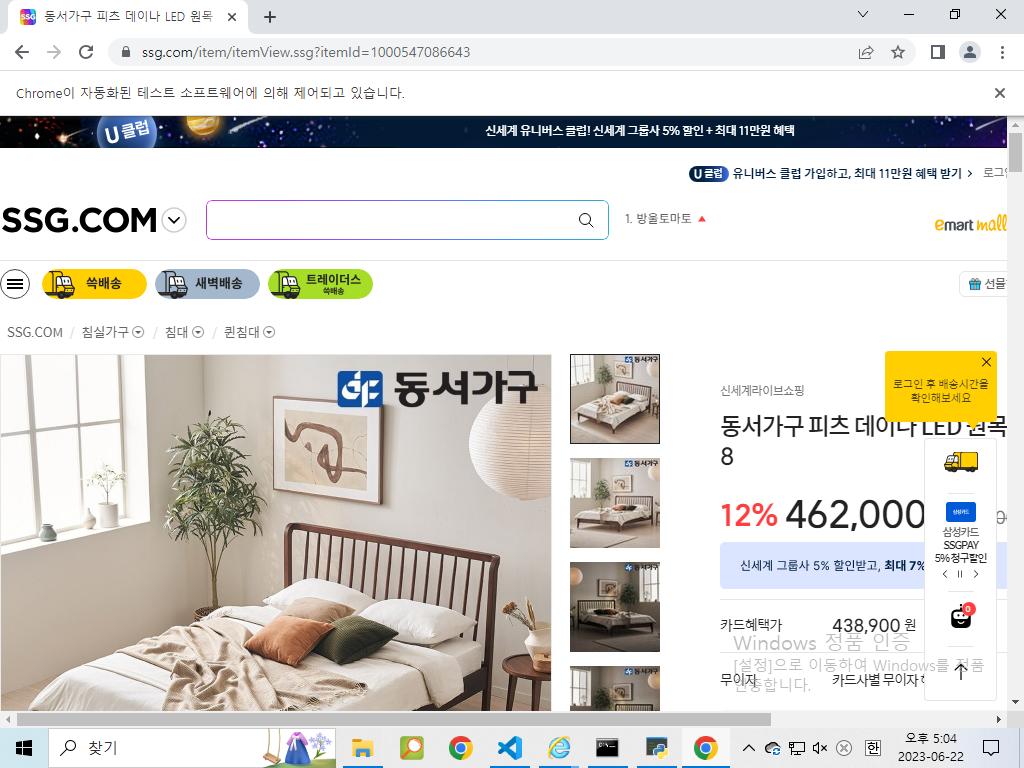 동서가구 피츠 데이나 LED 원목
ssg.com/item/itemView.ssg?itemId=1000547086643
Chrome이 자동화된 테스트 소프트웨어에 의해 제어되고 있습니다.
U 클럽
신세계 유니버스 클럽! 신세계 그룹사 5% 할인 + 최대 11만원 혜택
U 클럽 유니버스 클럽 가입하고, 최대 11만원 혜택 받기 > 로그인
SSG.COM
1. 방울토마토
emart mall
쓱배송
새벽배송
트레이더스
쓱배송
선물
SSG.COM / 침실가구 / 침대 / 퀸침대
동서가구
로그인 후 배송시간을
확인해보세요
신세계라이브쇼핑
동서가구 피츠 데이나 LED 원목
8
12% 462,000
삼성카드
삼성카드
SSGPAY
5% 청구할인
신세계 그룹사 5% 할인받고, 최대 7%
카드혜택가 438,900 원
0
무이자 카드사별 무이자
Windows 정품 인증
[설정]으로 이동하여 Windows를 정품
인증합니다.
찾기
한
오후 5:04
2023-06-22